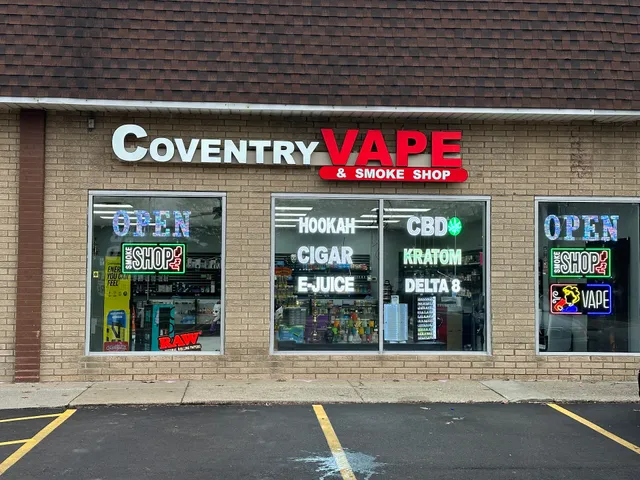 COVENTRY VAPE
& SMOKE SHOP
OPEN
SMOKE SHOP
RAW
HOOKAH
CIGAR
E-JUICE
CBD
KRATOM
DELTA 8
OPEN
SMOKE SHOP
VAPE